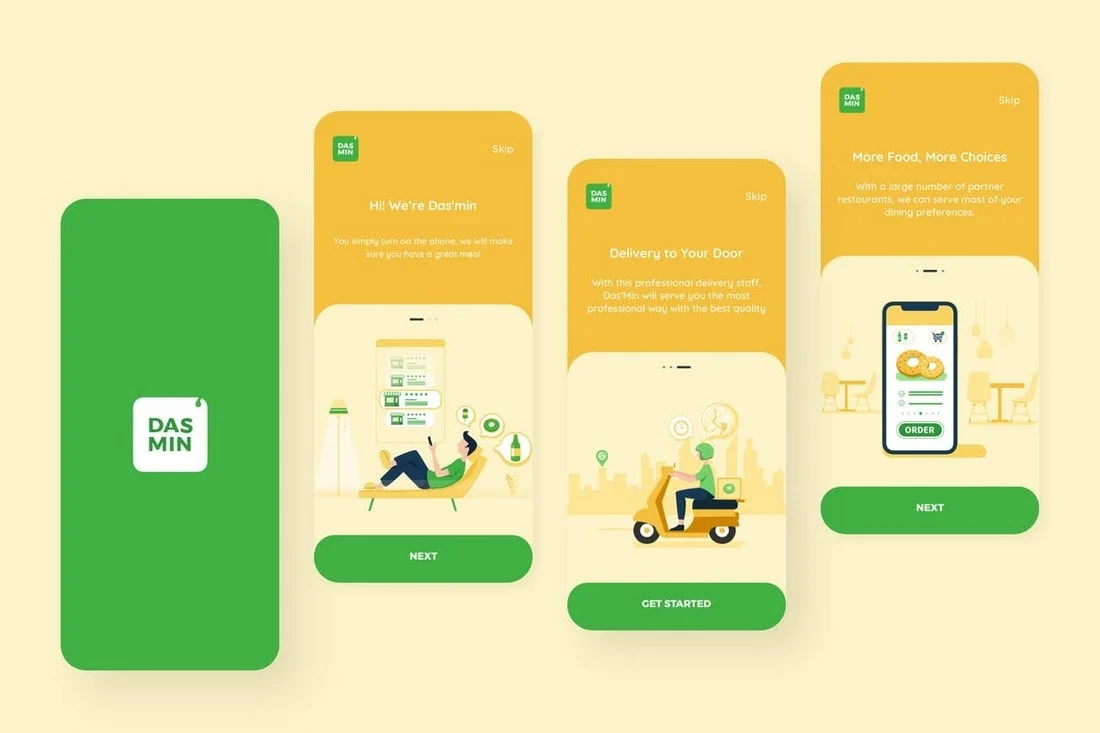 DAS
MIN
DAS
MIN
Skip
Hi! We're Das'min
You simply turn on the phone, we will make
sure you have a great meal
NEXT
DAS
MIN
Skip
Delivery to Your Door
With this professional delivery staff,
Das'Min will serve you the most
professional way with the best quality
GET STARTED
DAS
MIN
Skip
More Food, More Choices
With a large number of partner
restourants, we can serve most of your
dining preferences.
ORDER
NEXT